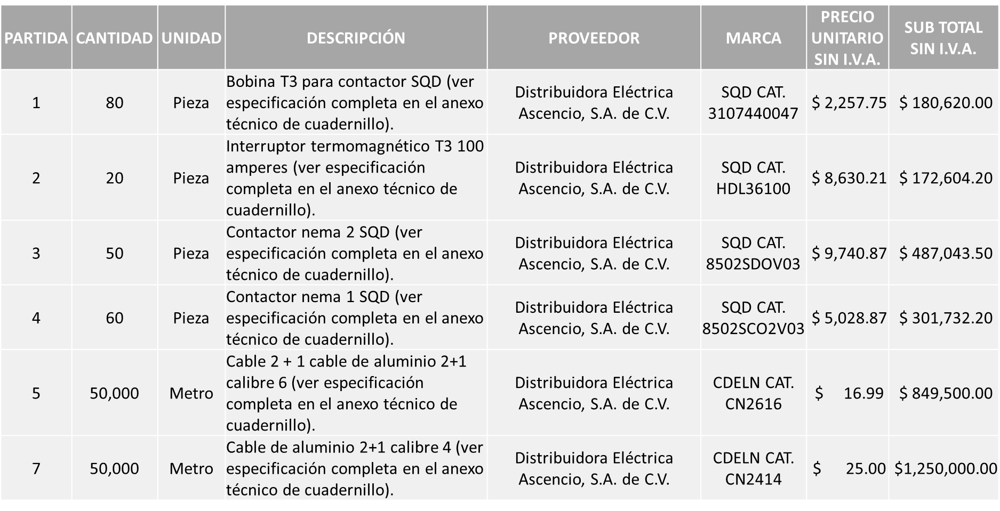 PARTIDA CANTIDAD UNIDAD DESCRIPCIÓN PROVEEDOR MARCA PRECIO UNITARIO SIN I.V.A. SUB TOTAL SIN I.V.A.
1 80 Pieza Bobina T3 para contactor SQD (ver especificación completa en el anexo técnico de cuadernillo). Distribuidora Eléctrica Ascencio, S.A. de C.V. SQD CAT. 3107440047 $ 2,257.75 $ 180,620.00
2 20 Pieza Interruptor termomagnético T3 100 amperes (ver especificación completa en el anexo técnico de cuadernillo). Distribuidora Eléctrica Ascencio, S.A. de C.V. SQD CAT. HDL36100 $ 8,630.21 $ 172,604.20
3 50 Pieza Contactor nema 2 SQD (ver especificación completa en el anexo técnico de cuadernillo). Distribuidora Eléctrica Ascencio, S.A. de C.V. SQD CAT. 8502SDOV03 $ 9,740.87 $ 487,043.50
4 60 Pieza Contactor nema 1 SQD (ver especificación completa en el anexo técnico de cuadernillo). Distribuidora Eléctrica Ascencio, S.A. de C.V. SQD CAT. 8502SCO2V03 $ 5,028.87 $ 301,732.20
5 50,000 Metro Cable 2 + 1 cable de aluminio 2+1 calibre 6 (ver especificación completa en el anexo técnico de cuadernillo). Distribuidora Eléctrica Ascencio, S.A. de C.V. CDELN CAT. CN2616 $ 16.99 $ 849,500.00
7 50,000 Metro Cable de aluminio 2+1 calibre 4 (ver especificación completa en el anexo técnico de cuadernillo). Distribuidora Eléctrica Ascencio, S.A. de C.V. CDELN CAT. CN2414 $ 25.00 $1,250,000.00